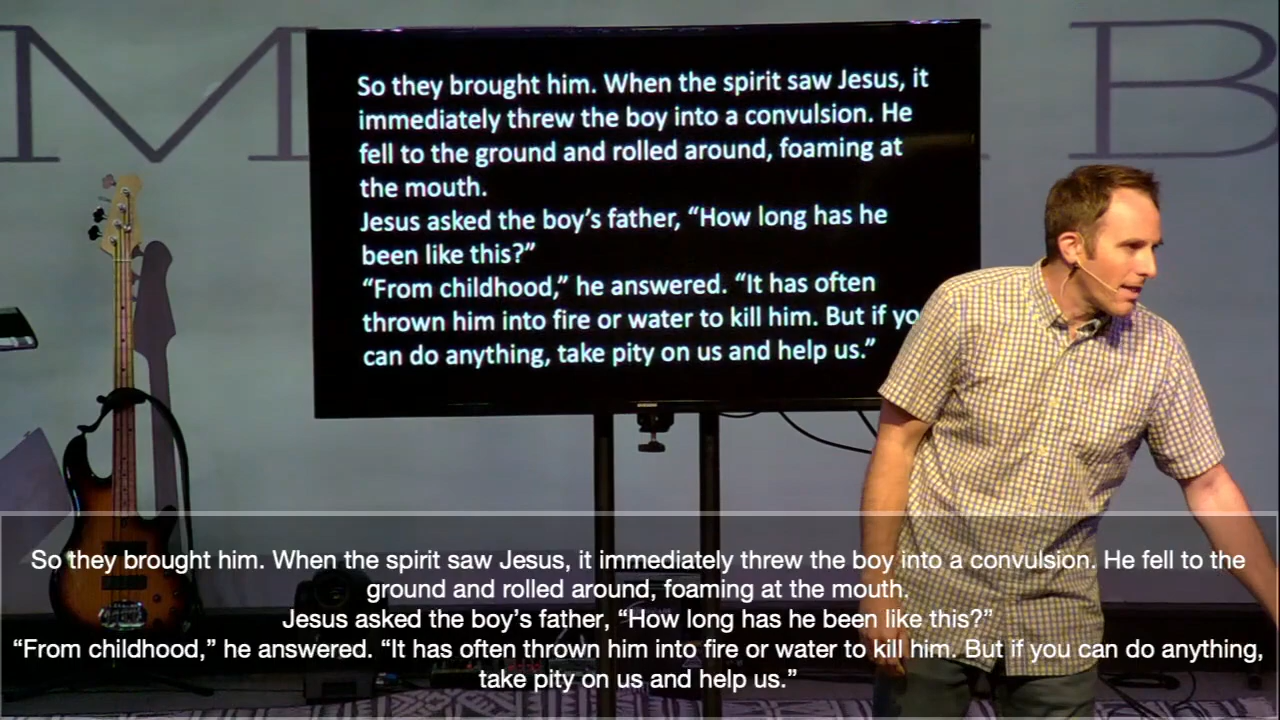 M B
So they brought him. When the spirit saw Jesus, it
immediately threw the boy into a convulsion. He
fell to the ground and rolled around, foaming at
the mouth.
Jesus asked the boy’s father, “How long has he
been like this?”
“From childhood,” he answered. “It has often
thrown him into fire or water to kill him. But if yo
can do anything, take pity on us and help us.”
So they brought him. When the spirit saw Jesus, it immediately threw the boy into a convulsion. He fell to the
ground and rolled around, foaming at the mouth.
Jesus asked the boy’s father, “How long has he been like this?”
“From childhood,” he answered. “It has often thrown him into fire or water to kill him. But if you can do anything,
take pity on us and help us.”